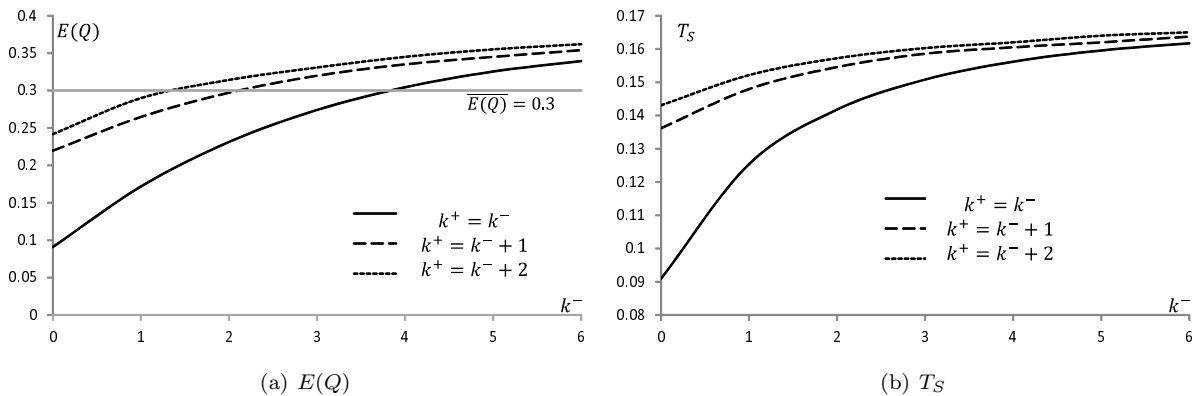 0.4
E(Q)
0.35
0.3
E(Q) = 0.3
0.25
0.2
0.15
k⁺ = k⁻
0.1
k⁺ = k⁻ + 1
k⁺ = k⁻ + 2
0.05
k⁻
0
0 1 2 3 4 5 6
(a) E(Q)
0.17
T_S
0.16
0.15
0.14
0.13
0.12
0.11
k⁺ = k⁻
0.1
k⁺ = k⁻ + 1
k⁺ = k⁻ + 2
0.09
k⁻
0.08
0 1 2 3 4 5 6
(b) T_S